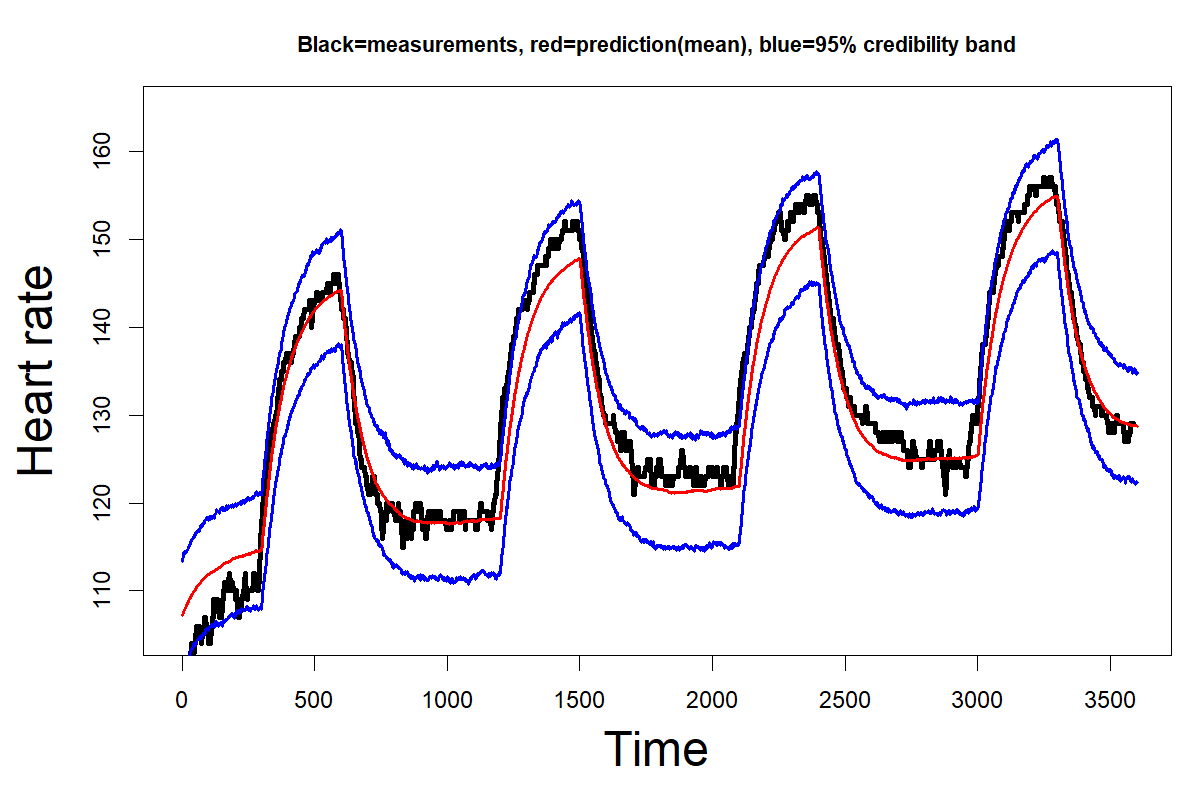 Black=measurements, red=prediction(mean), blue=95% credibility band
Heart rate
160
150
140
130
120
110
0 500 1000 1500 2000 2500 3000 3500
Time